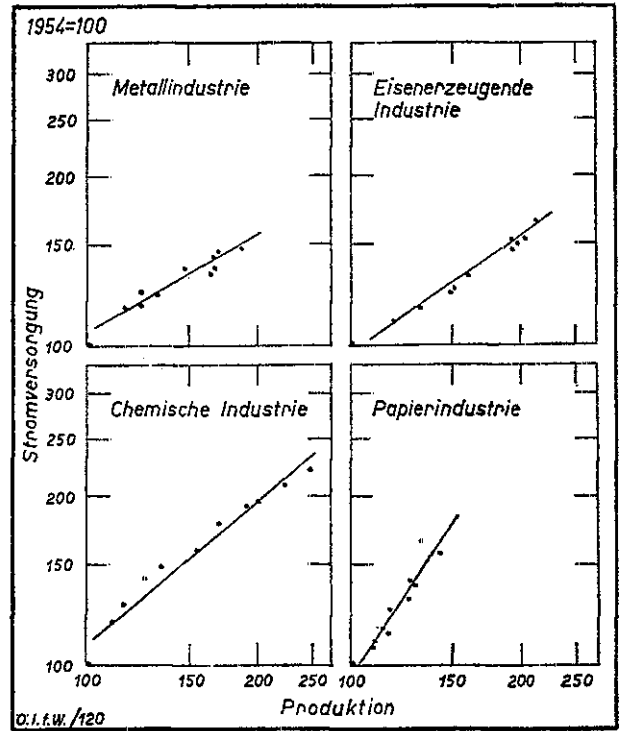 1954=100
Metallindustrie
Eisenerzeugende
Industrie
300
250
200
150
100
Stromversorgung
Chemische Industrie
Papierindustrie
300
250
200
150
100
100 150 200 250
100 150 200 250
Produktion
Ö.I.f.W./120